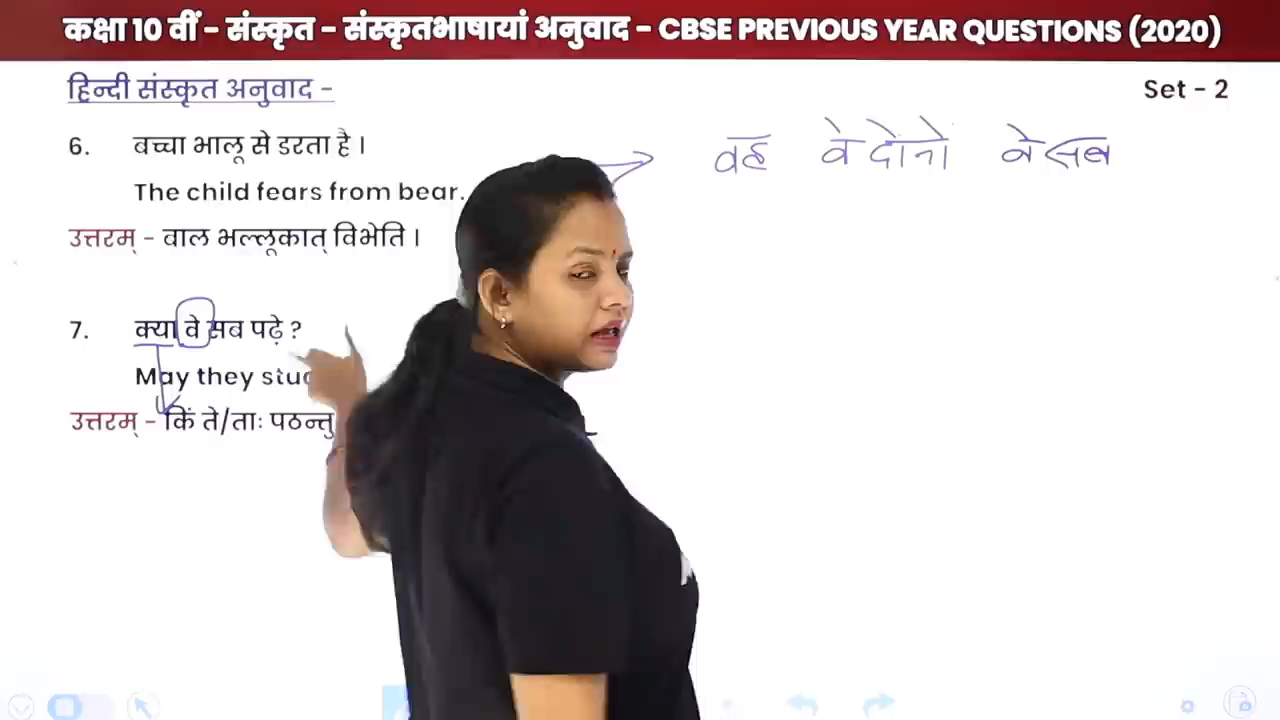 कक्षा 10 वीं - संस्कृत - संस्कृतभाषायां अनुवाद - CBSE PREVIOUS YEAR QUESTIONS (2020)
हिन्दी संस्कृत अनुवाद -
Set - 2
6. बच्चा भालू से डरता है ।
वह वे दोनों वे सब
The child fears from bear.
उत्तरम् - बाल भल्लूकात् विभेति ।
7. क्या वे सब पढ़े ?
May they
उत्तरम् - किं ते/ताः पठन्तु